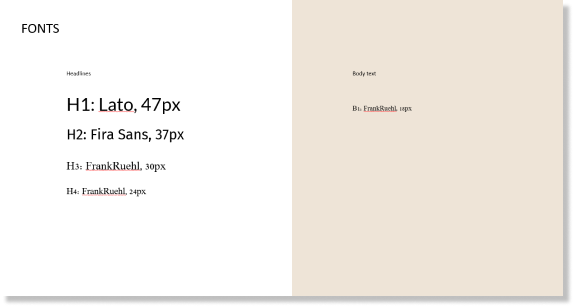 FONTS
Headlines
H1: Lato, 47px
H2: Fira Sans, 37px
H3: FrankRuehl, 30px
H4: FrankRuehl, 24px
Body text
B1: FrankRuehl, 18px